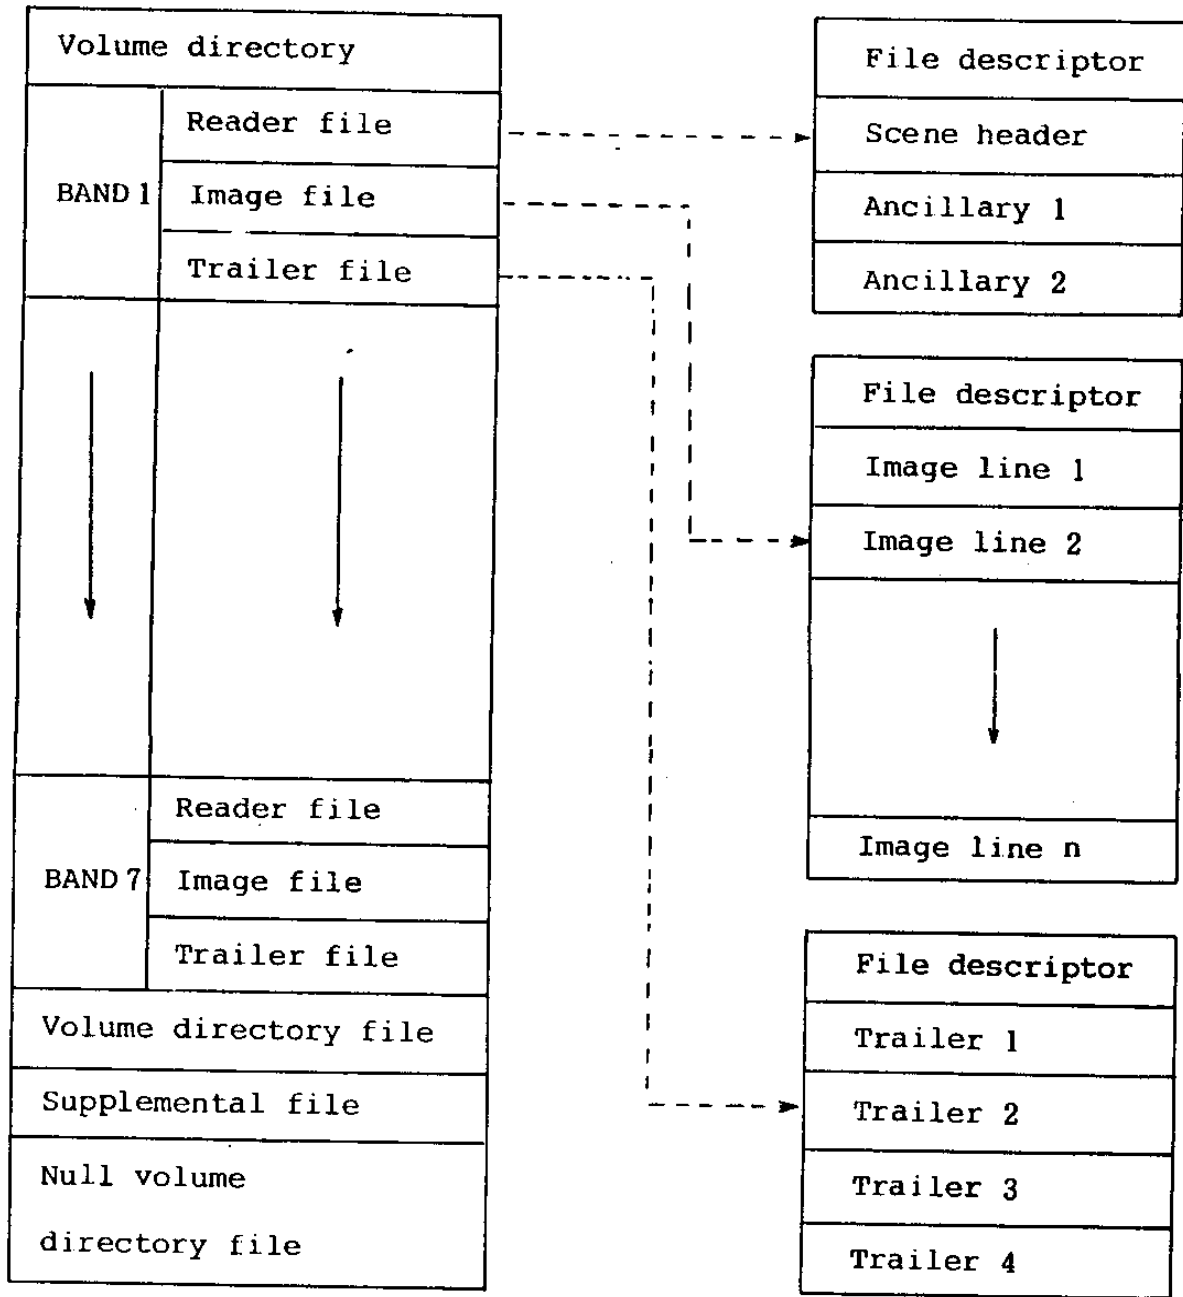 Volume directory
BAND 1
Reader file
Image file
Trailer file
BAND 7
Reader file
Image file
Trailer file
Volume directory file
Supplemental file
Null volume
directory file
File descriptor
Scene header
Ancillary 1
Ancillary 2
File descriptor
Image line 1
Image line 2
Image line n
File descriptor
Trailer 1
Trailer 2
Trailer 3
Trailer 4